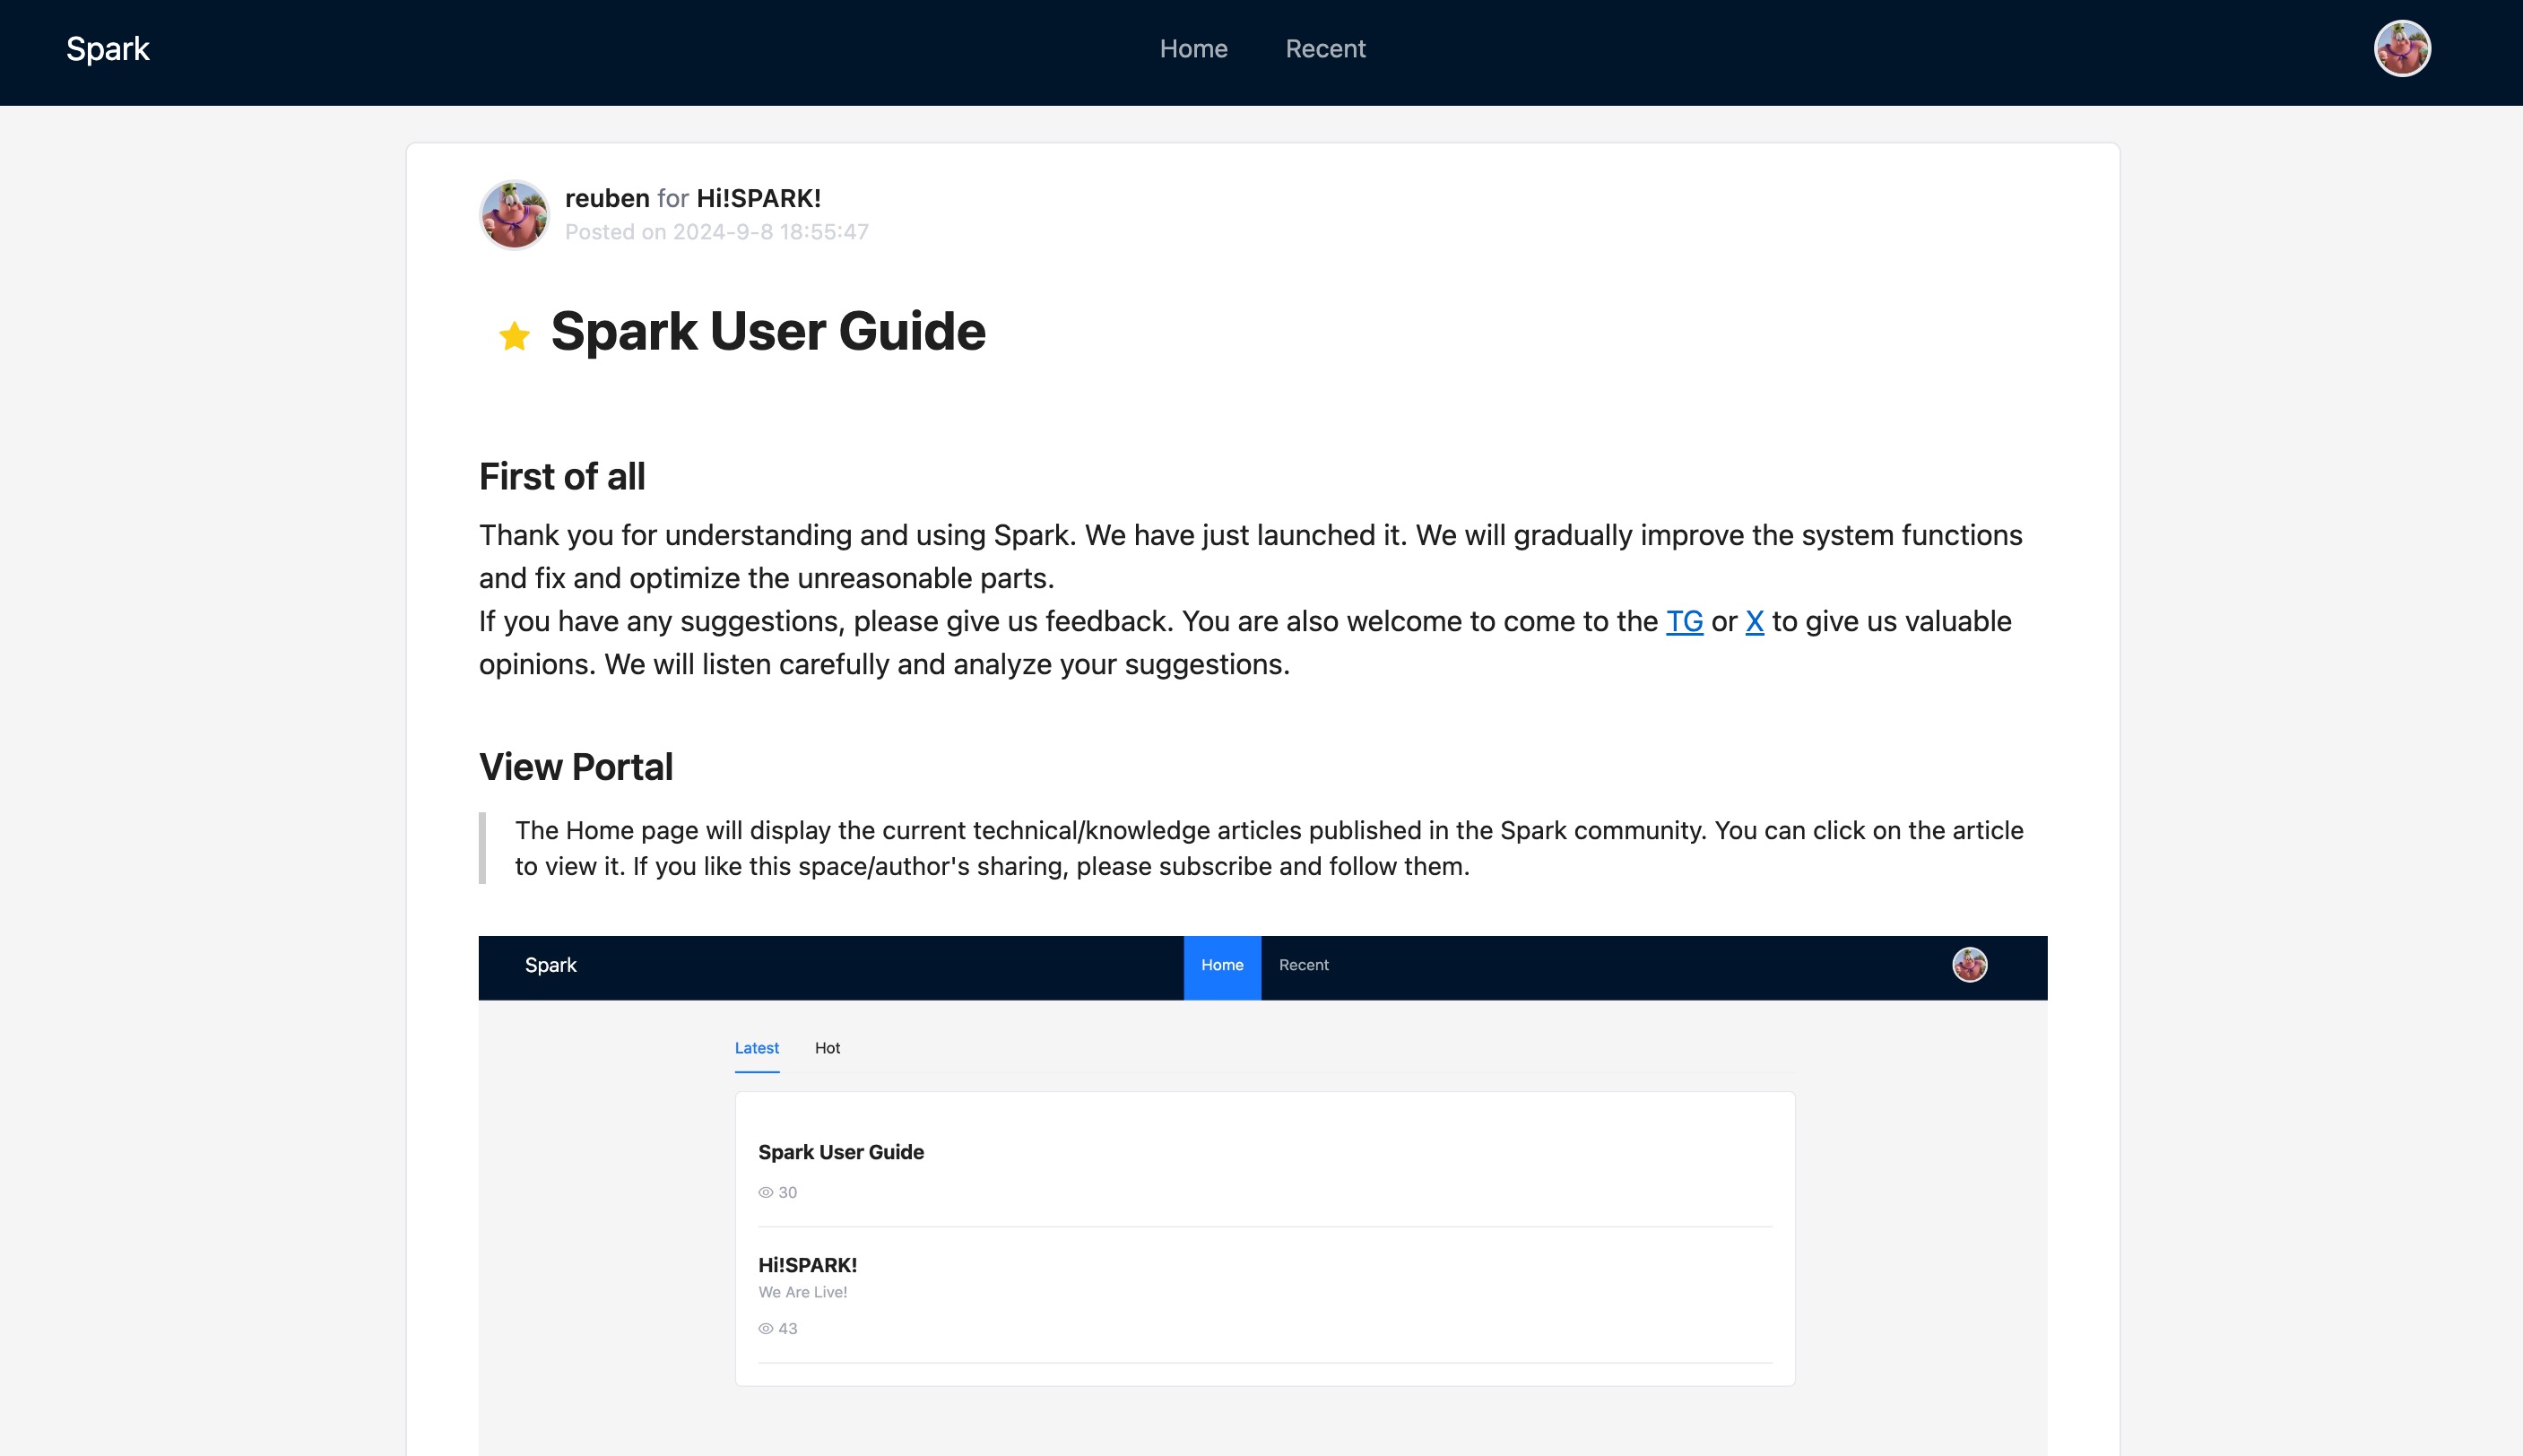 Spark
Home
Recent
reuben for Hi!SPARK!
Posted on 2024-9-8 18:55:47
Spark User Guide
First of all
Thank you for understanding and using Spark. We have just launched it. We will gradually improve the system functions
and fix and optimize the unreasonable parts.
If you have any suggestions, please give us feedback. You are also welcome to come to the TG or X to give us valuable
opinions. We will listen carefully and analyze your suggestions.
View Portal
The Home page will display the current technical/knowledge articles published in the Spark community. You can click on the article
to view it. If you like this space/author's sharing, please subscribe and follow them.
Spark
Home
Recent
Latest
Hot
Spark User Guide
30
Hi!SPARK!
We Are Live!
43